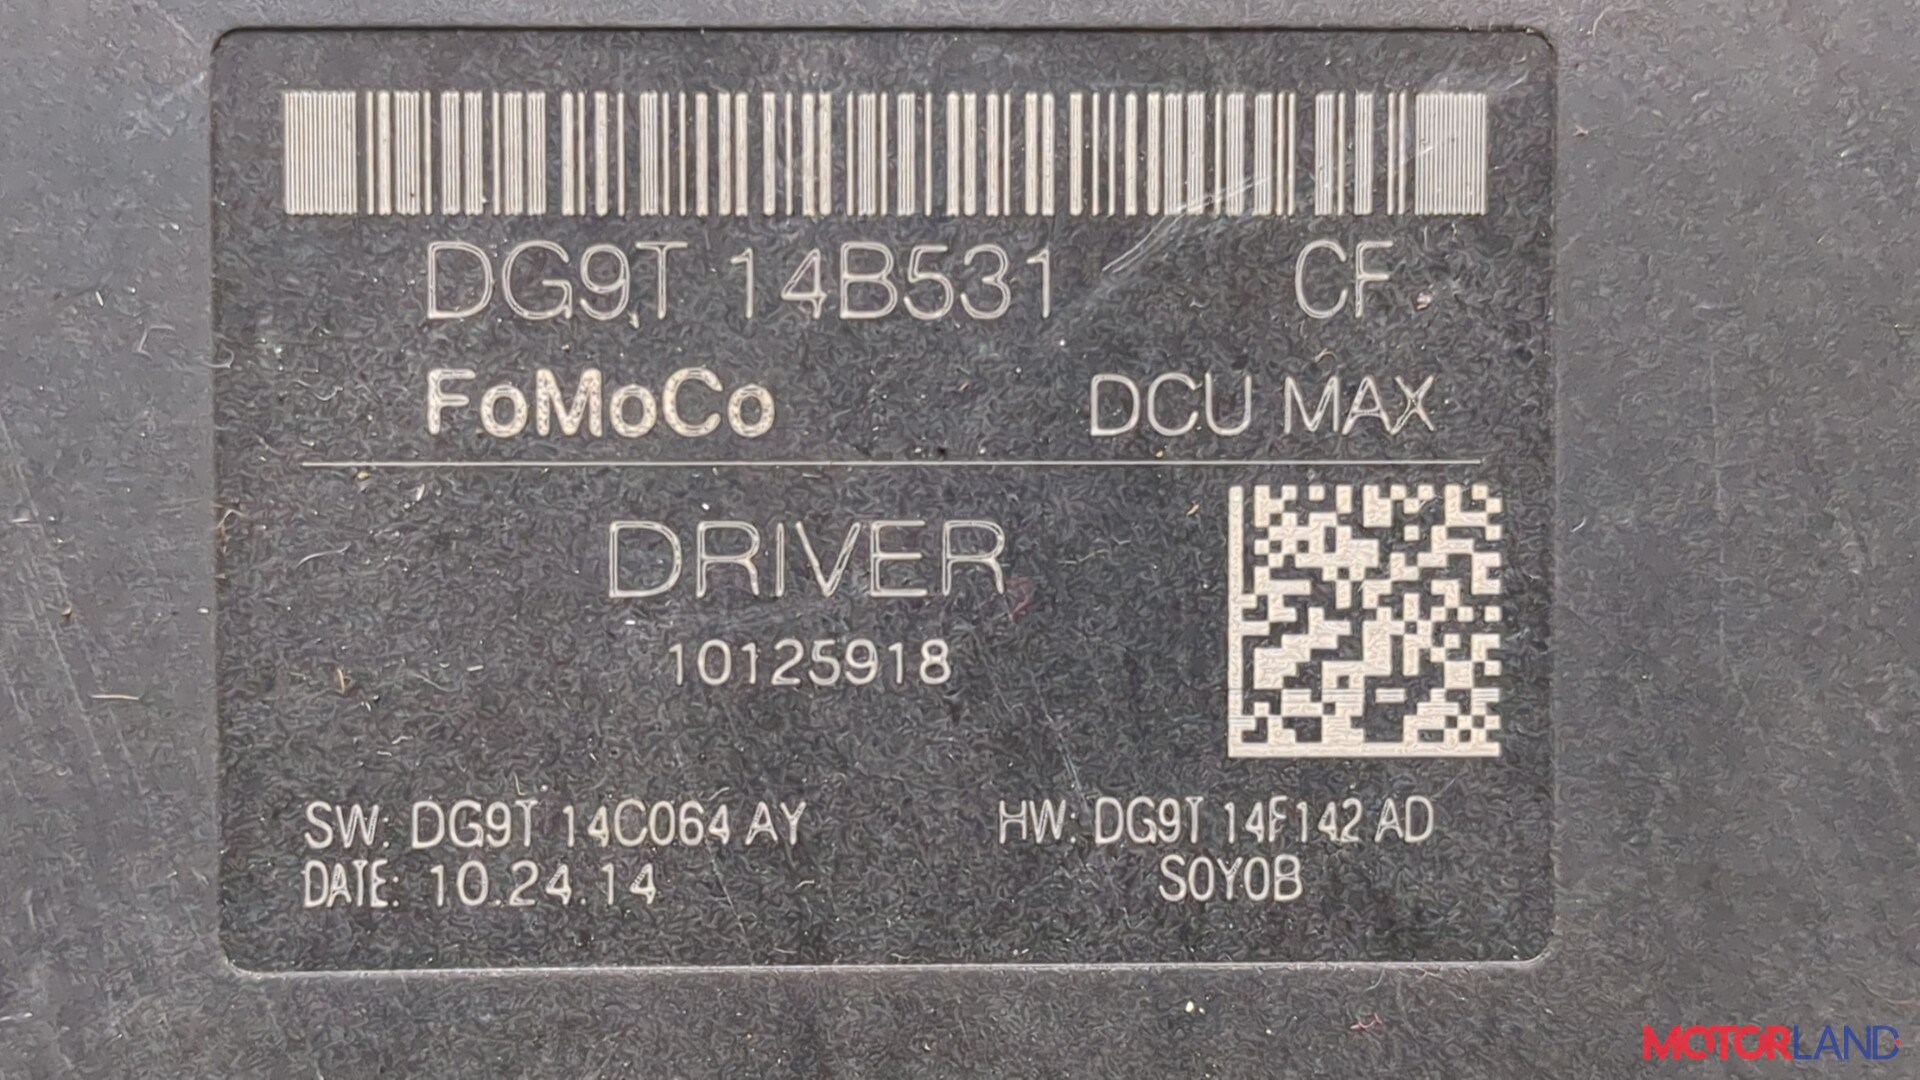 DG9T 14B531 CF
FoMoCo DCU MAX
DRIVER
10125918
SW: DG9T 14C064 AY HW: DG9T 14F142 AD
DATE: 10.24.14 S0Y0B
MOTORLAND